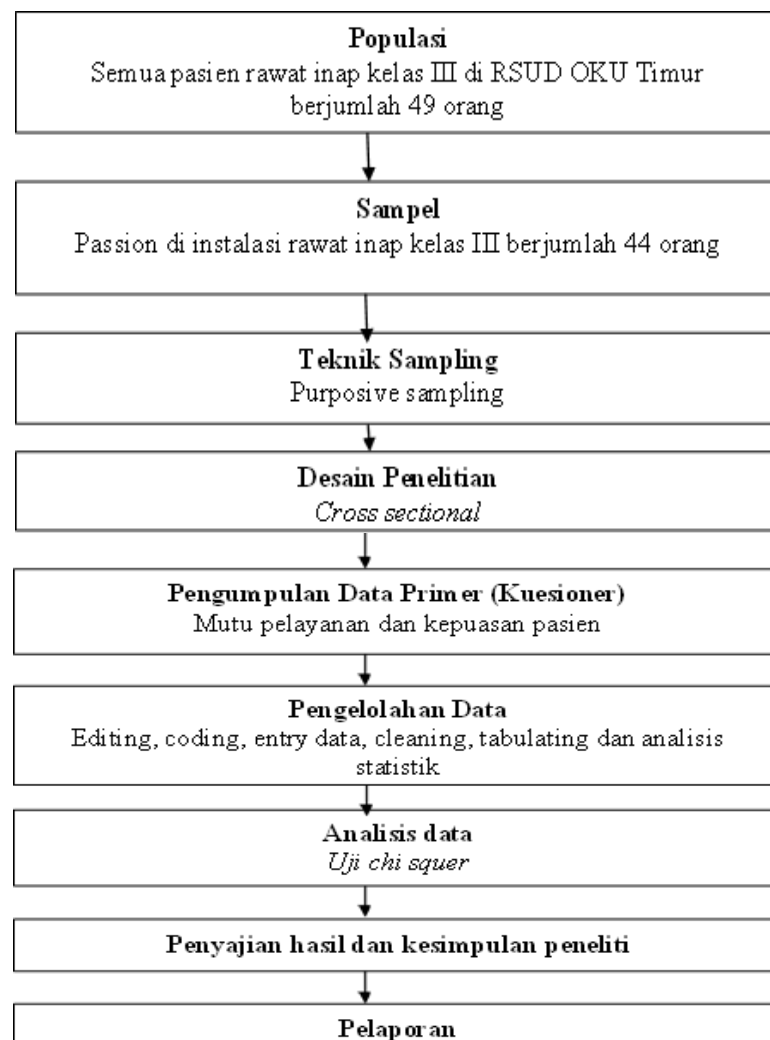 Populasi
Semua pasien rawat inap kelas III di RSUD OKU Timur
berjumlah 49 orang
Sampel
Passion di instalasi rawat inap kelas III berjumlah 44 orang
Teknik Sampling
Purposive sampling
Desain Penelitian
Cross sectional
Pengumpulan Data Primer (Kuesioner)
Mutu pelayanan dan kepuasan pasien
Pengelolahan Data
Editing, coding, entry data, cleaning, tabulating dan analisis
statistik
Analisis data
Uji chi squer
Penyajian hasil dan kesimpulan peneliti
Pelaporan